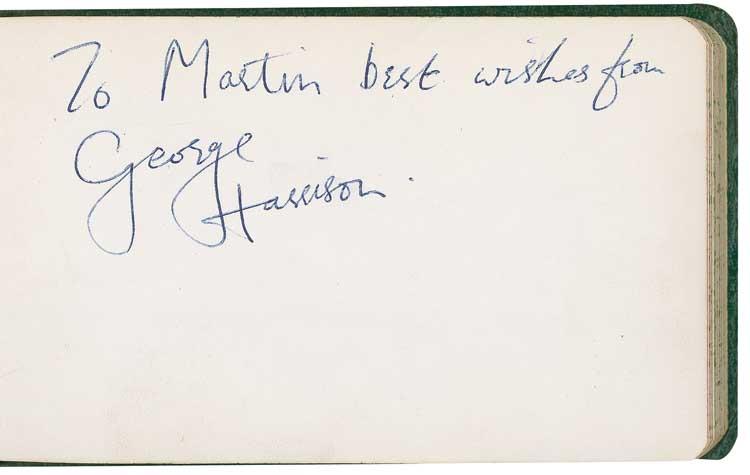 To Martin best wishes from
George
Harrison.